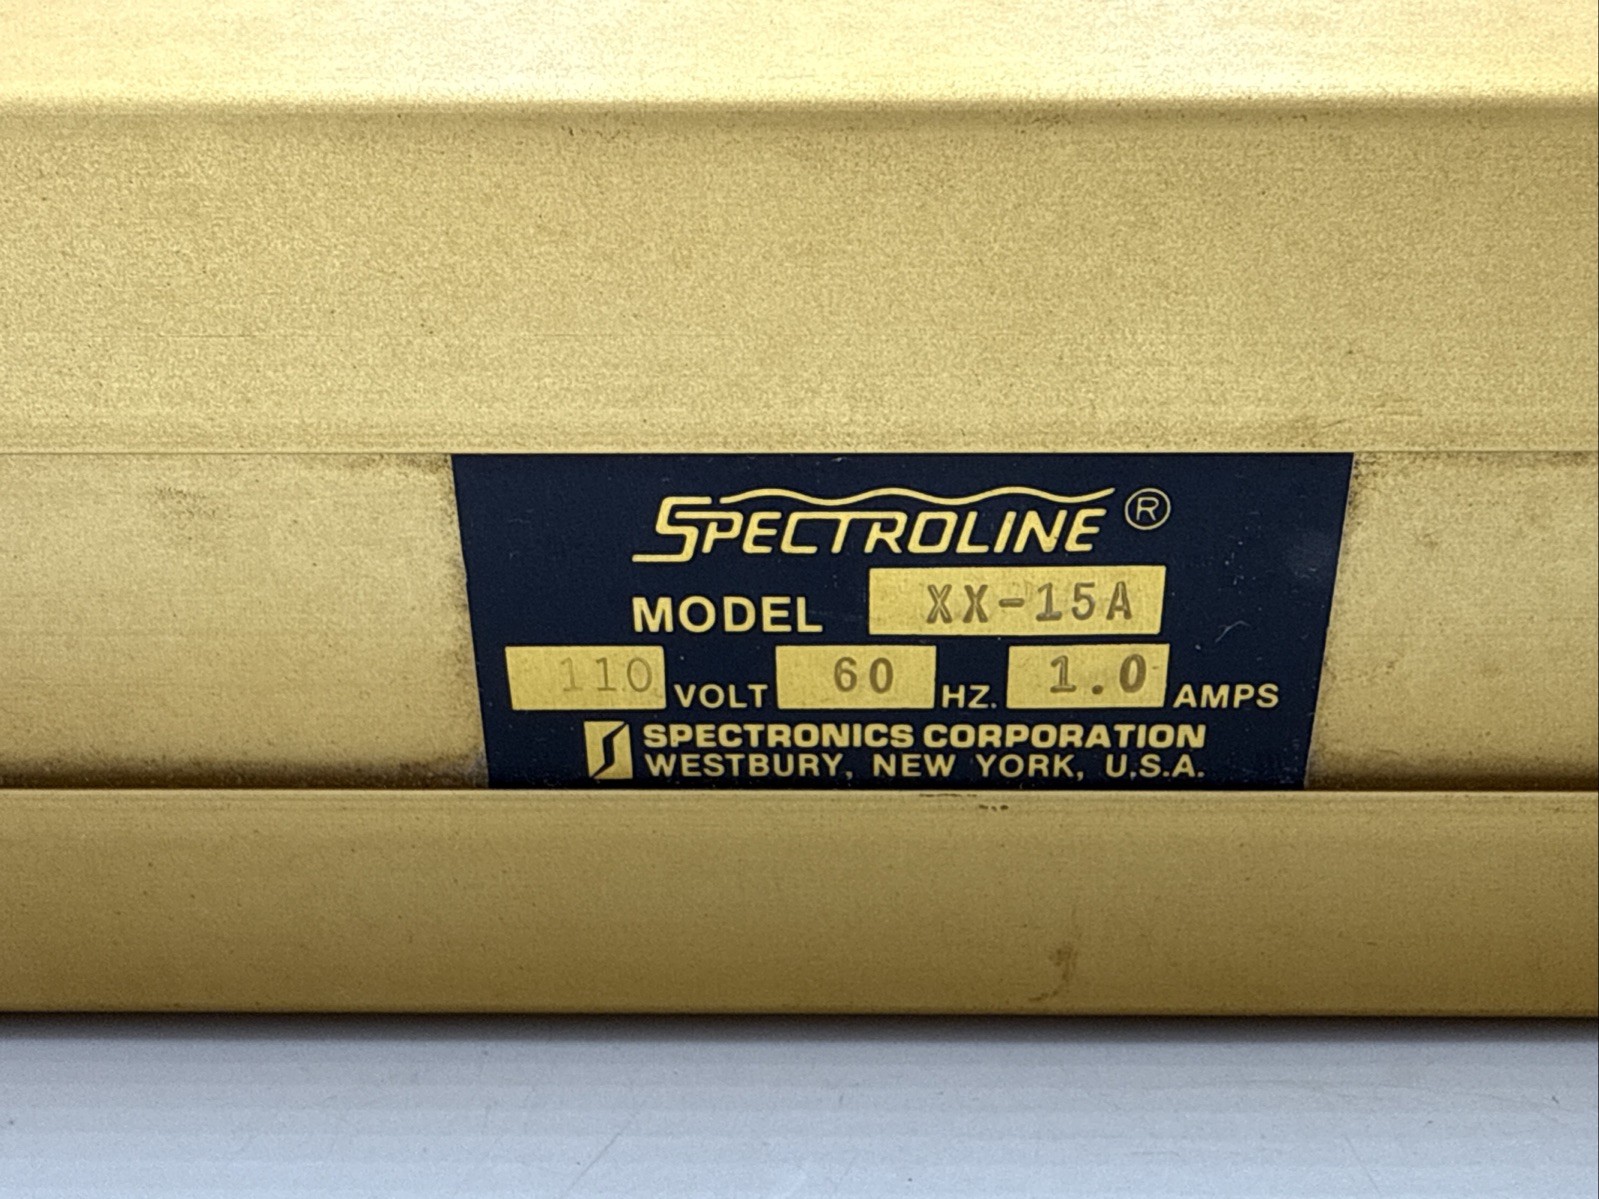 SPECTROLINE®
MODEL XX-15A
110 VOLT 60 HZ. 1.0 AMPS
SPECTRONICS CORPORATION
WESTBURY, NEW YORK, U.S.A.